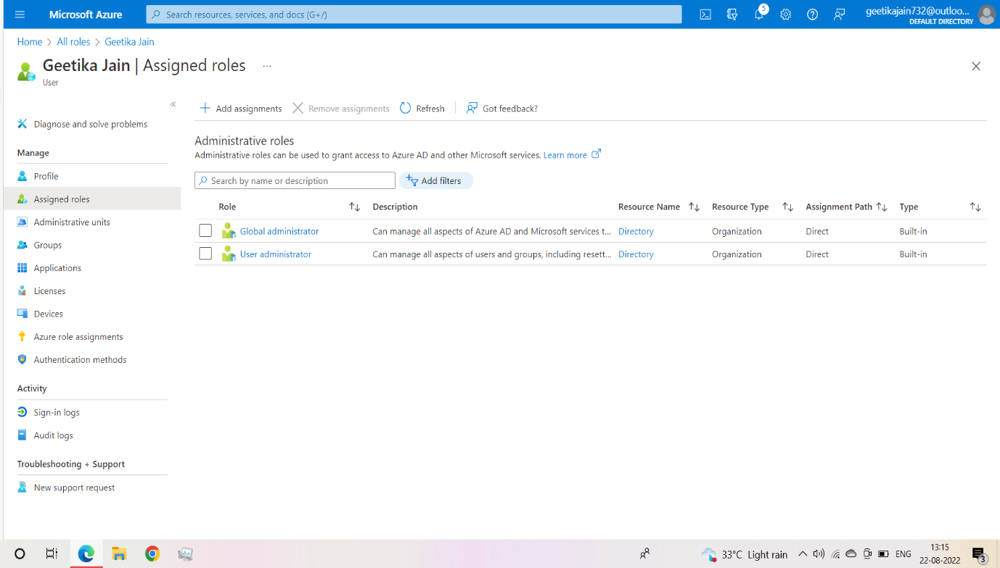 Microsoft Azure
Search resources, services, and docs (G+/)
5
geetikajain732@outloo...
DEFAULT DIRECTORY
Home > All roles > Geetika Jain
Geetika Jain | Assigned roles ...
User
Diagnose and solve problems
Manage
Profile
Assigned roles
Administrative units
Groups
Applications
Licenses
Devices
Azure role assignments
Authentication methods
Activity
Sign-in logs
Audit logs
Troubleshooting + Support
New support request
Add assignments Remove assignments Refresh Got feedback?
Administrative roles
Administrative roles can be used to grant access to Azure AD and other Microsoft services. Learn more
Search by name or description Add filters
Role Description Resource Name Resource Type Assignment Path Type
Global administrator Can manage all aspects of Azure AD and Microsoft services t... Directory Organization Direct Built-in
User administrator Can manage all aspects of users and groups, including resett... Directory Organization Direct Built-in
33°C Light rain ENG 13:15
22-08-2022 3